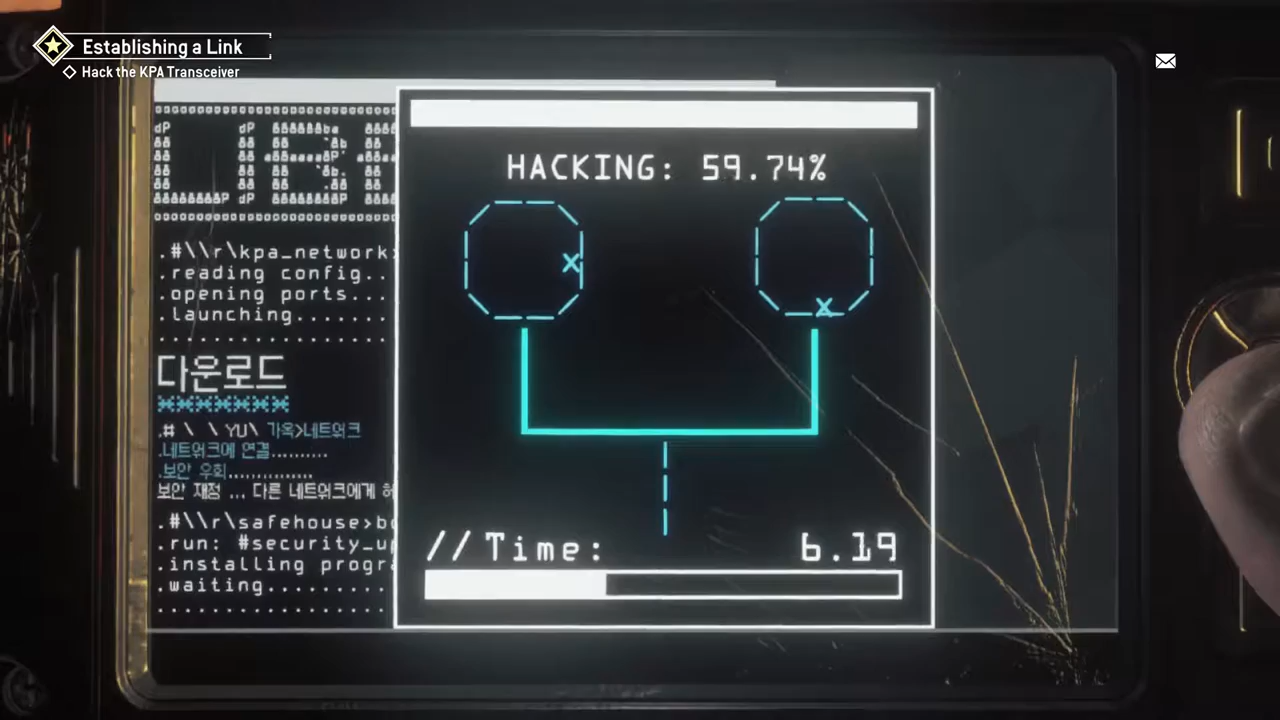 Establishing a Link
Hack the KPA Transceiver
.#\\r\kpa_network>
.reading config..
.opening ports...
.launching.......
.................
다운로드
******
.# \ \ YU\ 가옥>네트워크
.네트워크에 연결..........
.보안 우회...............
보안 재정 ... 다른 네트워크에게
.#\\r\safehouse>
.run:
.installing
.waiting.........
.................
HACKING: 59.74%
x
x
//Time: 6.19